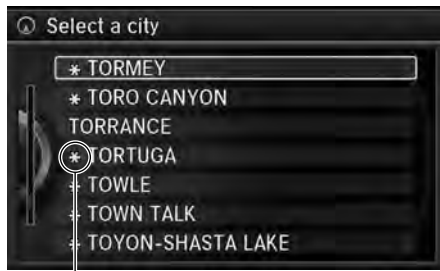 Select a city
* TORMEY
* TORO CANYON
TORRANCE
* TORTUGA
* TOWLE
* TOWN TALK
* TOYON-SHASTA LAKE